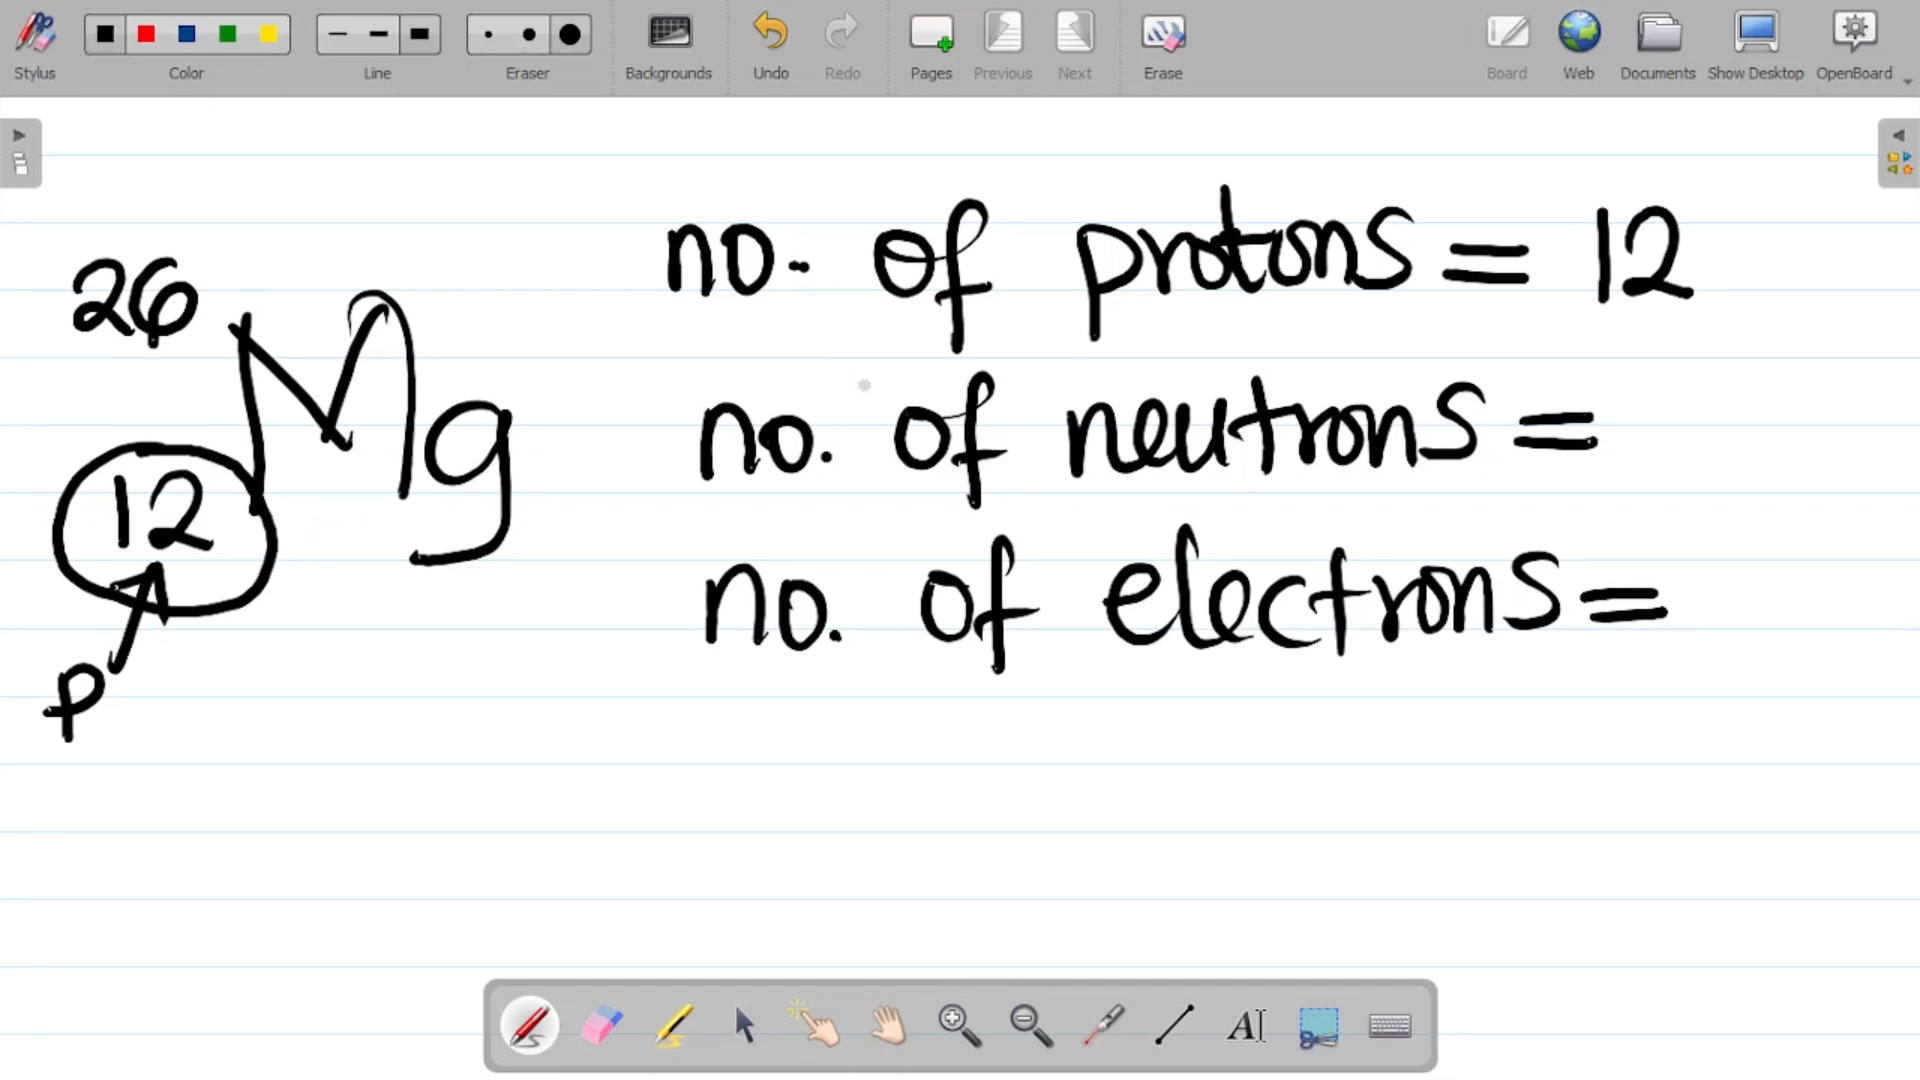 Stylus
Color
Line
Eraser
Backgrounds
Undo
Redo
Pages
Previous
Next
Erase
Board
Web
Documents
Show Desktop
OpenBoard
26
Mg
12
p
no. of protons = 12
no. of neutrons =
no. of electrons =